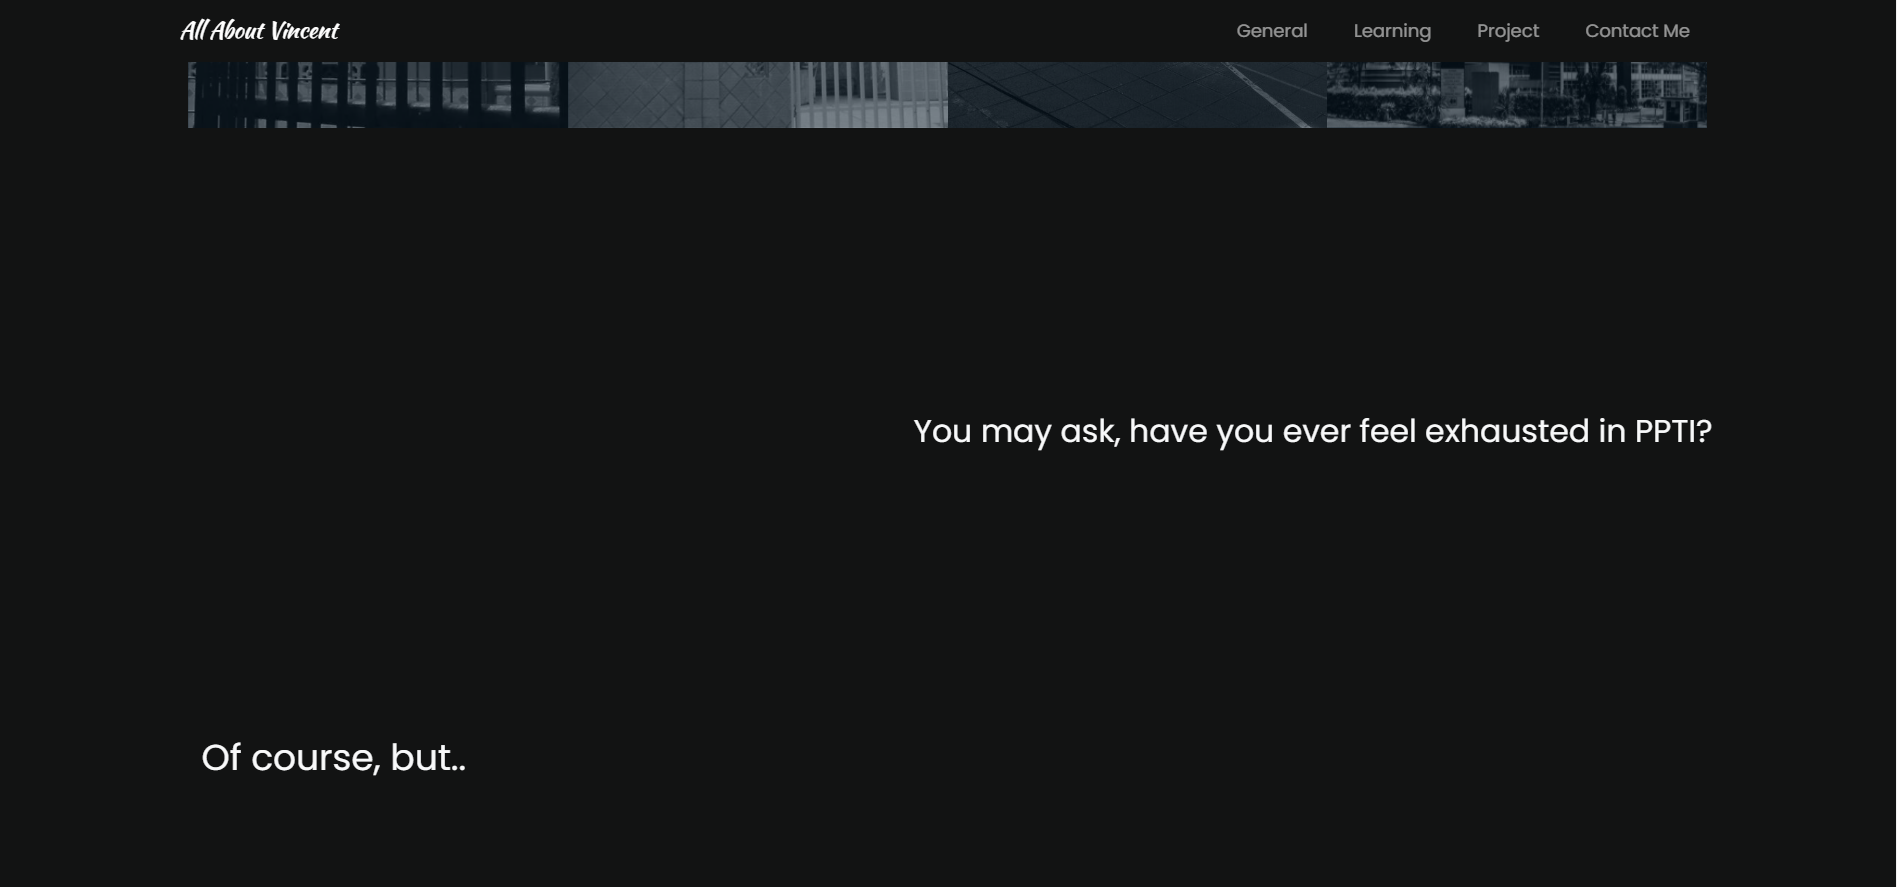 All About Vincent
General
Learning
Project
Contact Me
You may ask, have you ever feel exhausted in PPTI?
Of course, but..